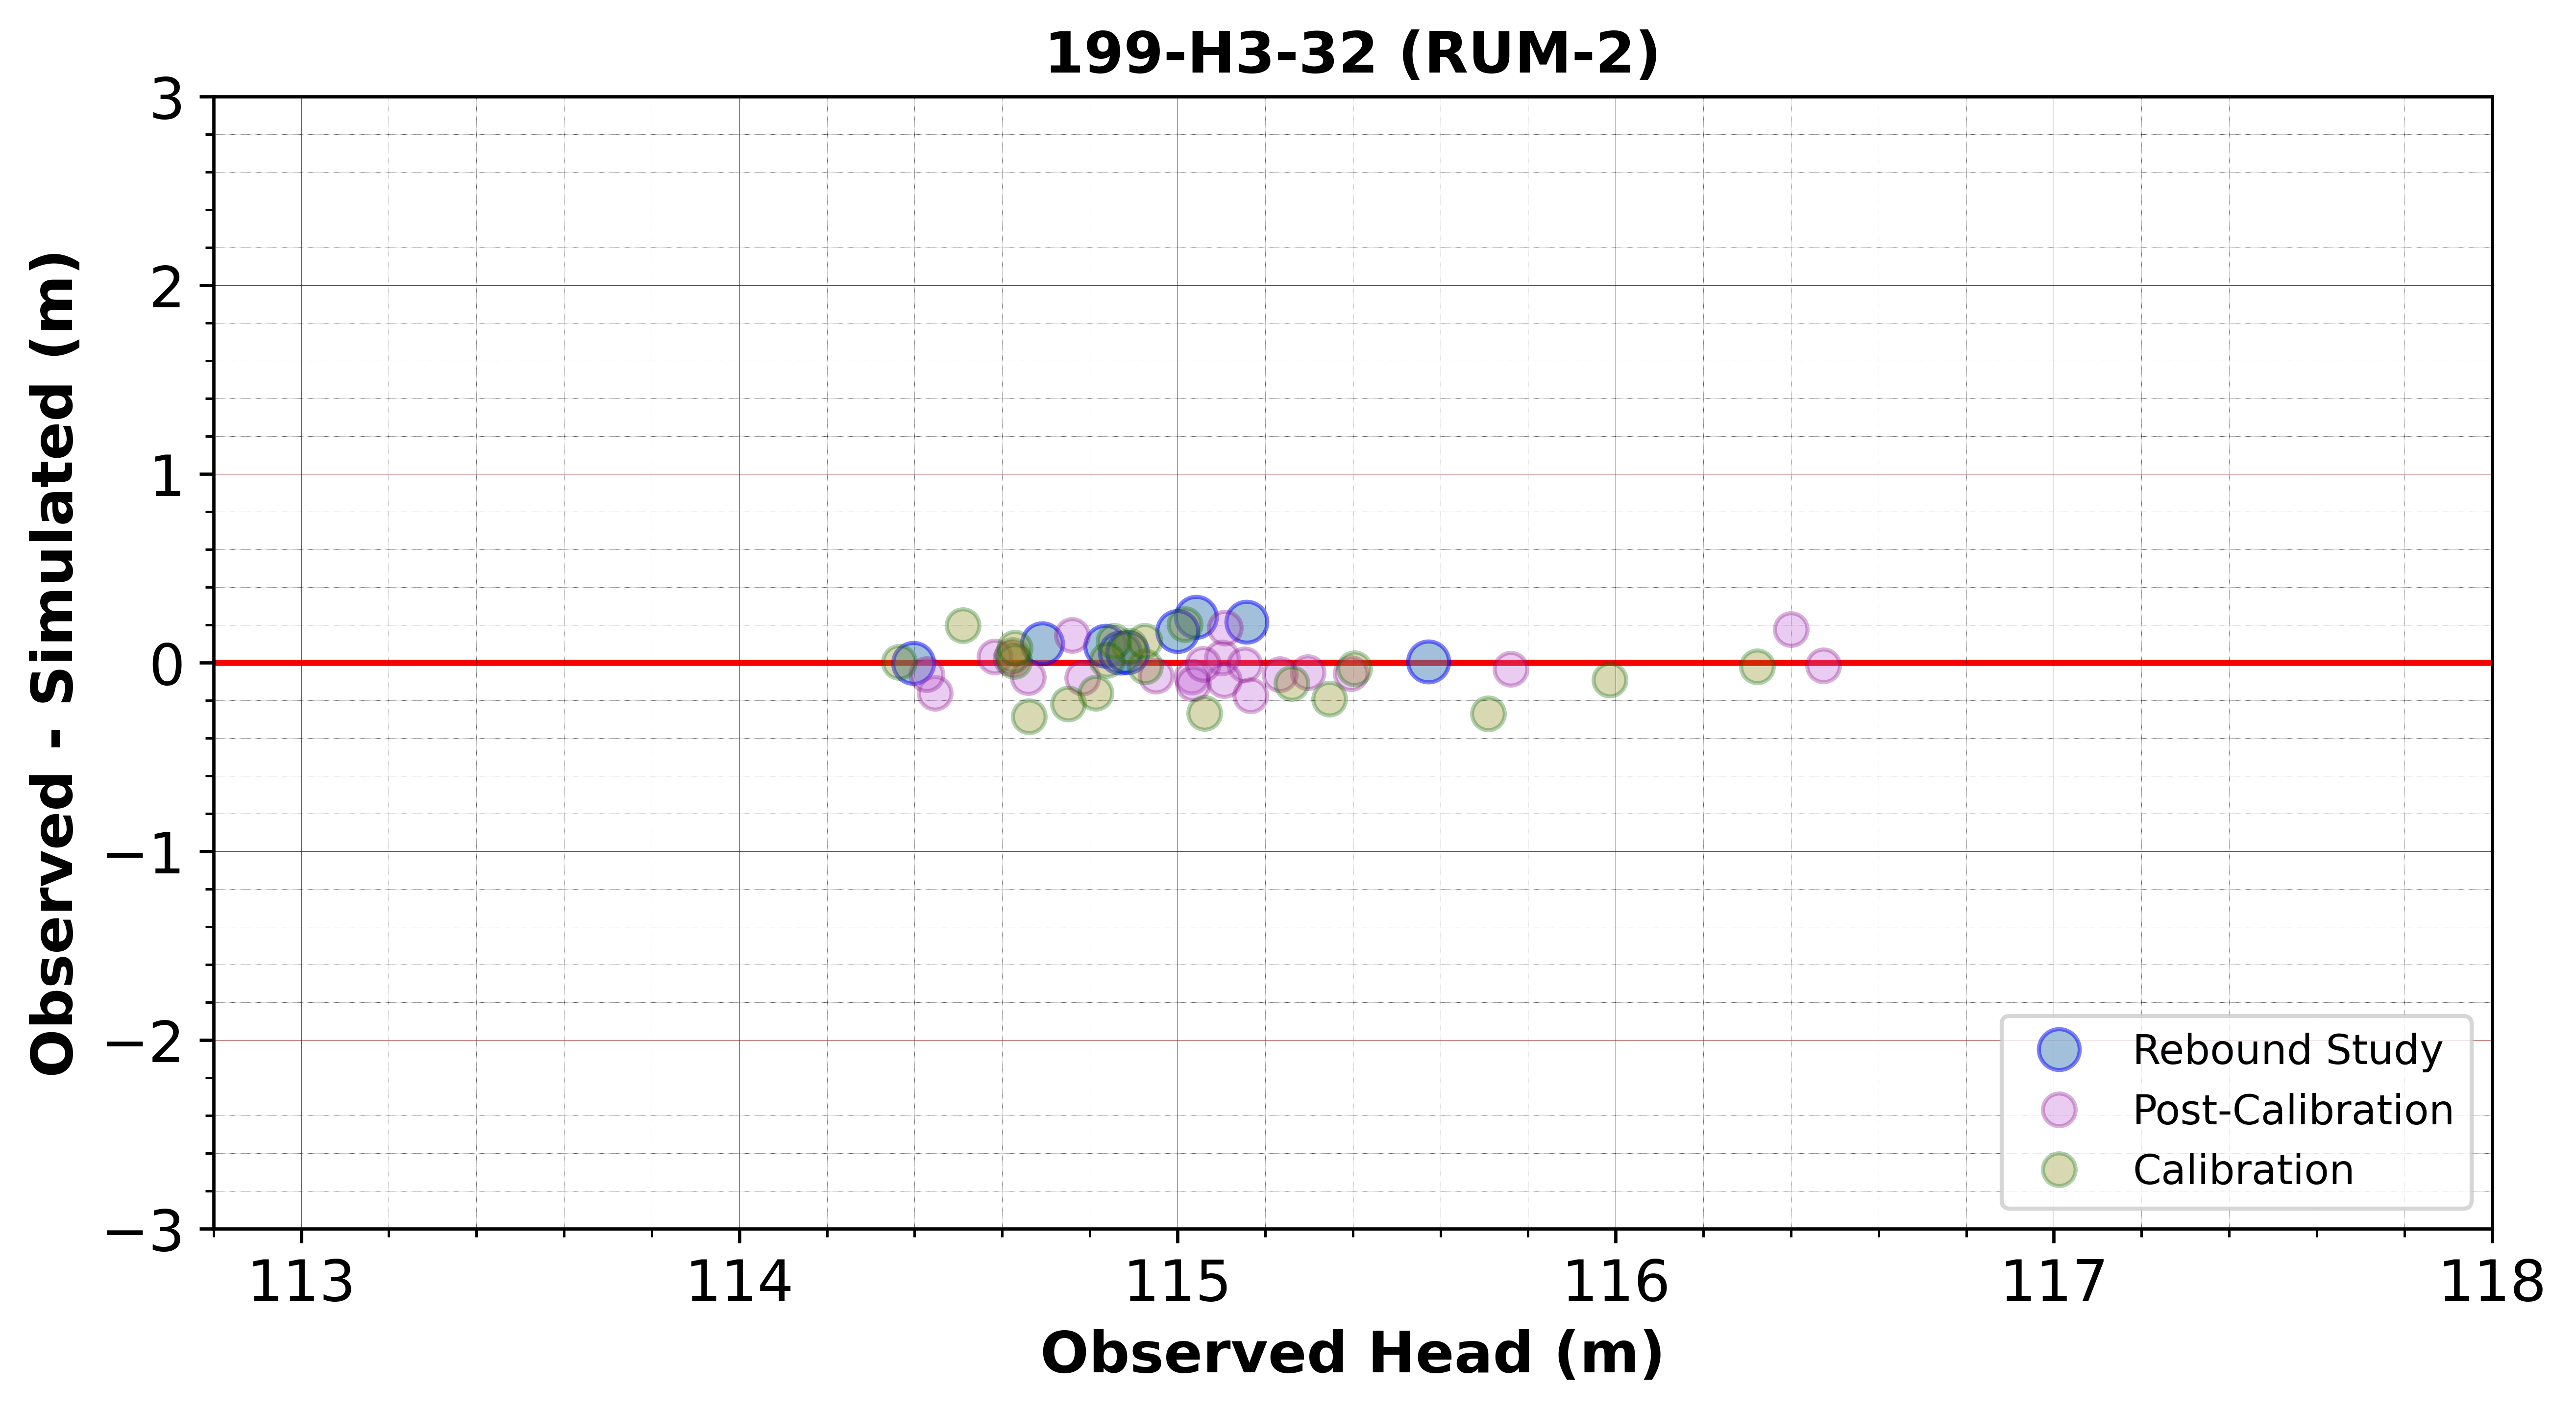 199-H3-32 (RUM-2)
Observed - Simulated (m)
3
2
1
0
−1
−2
−3
Rebound Study
Post-Calibration
Calibration
113 114 115 116 117 118
Observed Head (m)